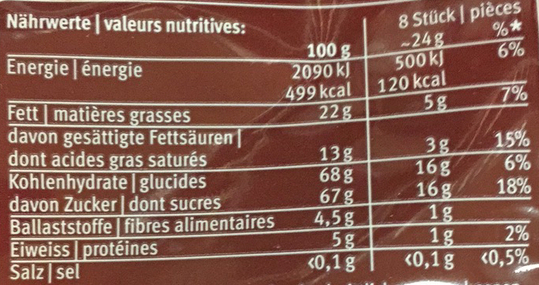 Nährwerte | valeurs nutritives:
8 Stück | pièces
100 g ~24 g %*
Energie | énergie 2090 kJ 500 kJ 6%
499 kcal 120 kcal
Fett | matières grasses 22 g 5 g 7%
davon gesättigte Fettsäuren |
dont acides gras saturés 13 g 3 g 15%
Kohlenhydrate | glucides 68 g 16 g 6%
davon Zucker | dont sucres 67 g 16 g 18%
Ballaststoffe | fibres alimentaires 4,5 g 1 g
Eiweiss | protéines 5 g 1 g 2%
Salz | sel <0,1 g <0,1 g <0,5%